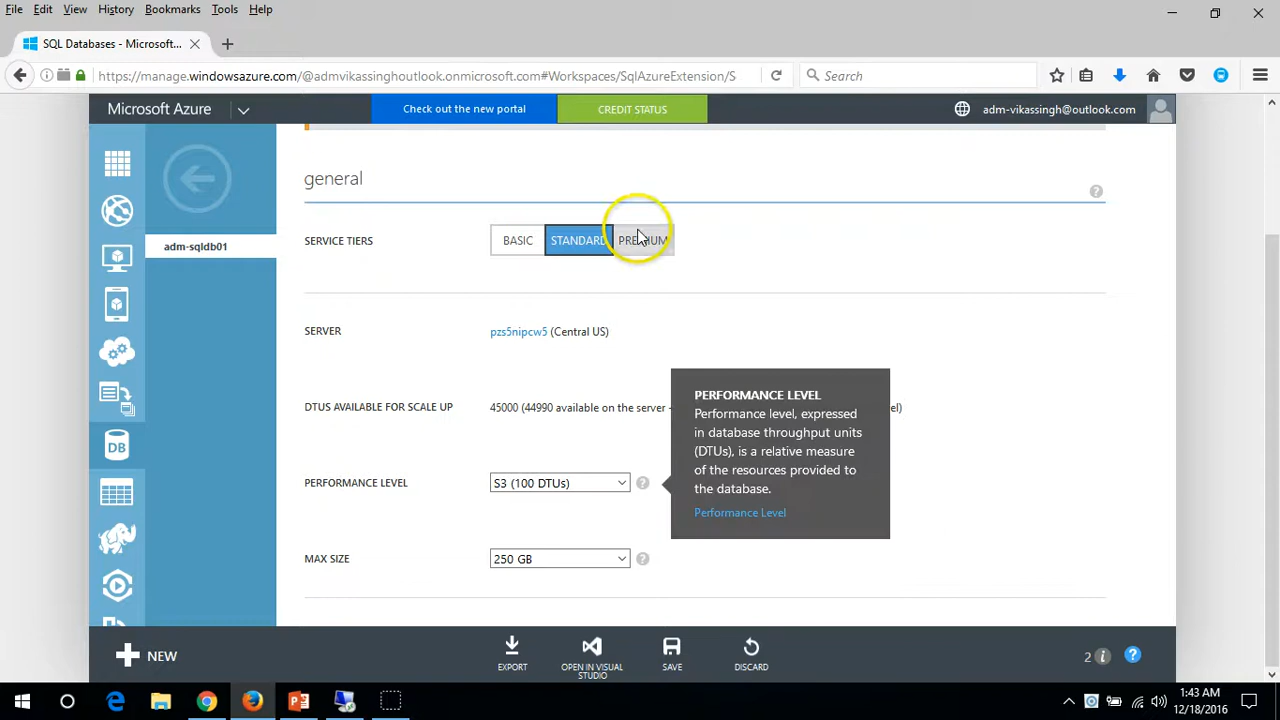 File Edit View History Bookmarks Tools Help
SQL Databases - Microsoft...
https://manage.windowsazure.com/@admvikassinghoutlook.onmicrosoft.com#Workspaces/SqlAzureExtension/S
Search
Microsoft Azure
Check out the new portal
CREDIT STATUS
adm-vikassingh@outlook.com
adm-sqldb01
general
SERVICE TIERS
BASIC
STANDARD
PREMIUM
SERVER
pzs5nipcw5 (Central US)
DTUS AVAILABLE FOR SCALE UP
45000 (44990 available on the server -
el)
PERFORMANCE LEVEL
Performance level, expressed
in database throughput units
(DTUs), is a relative measure
of the resources provided to
the database.
Performance Level
PERFORMANCE LEVEL
S3 (100 DTUs)
MAX SIZE
250 GB
DB
NEW
EXPORT
OPEN IN VISUAL
STUDIO
SAVE
DISCARD
2
1:43 AM
12/18/2016